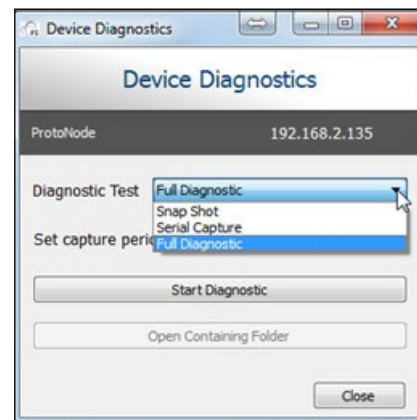 Device Diagnostics
Device Diagnostics
ProtoNode 192.168.2.135
Diagnostic Test Full Diagnostic
Snap Shot
Serial Capture
Set capture perio Full Diagnostic
Start Diagnostic
Open Containing Folder
Close